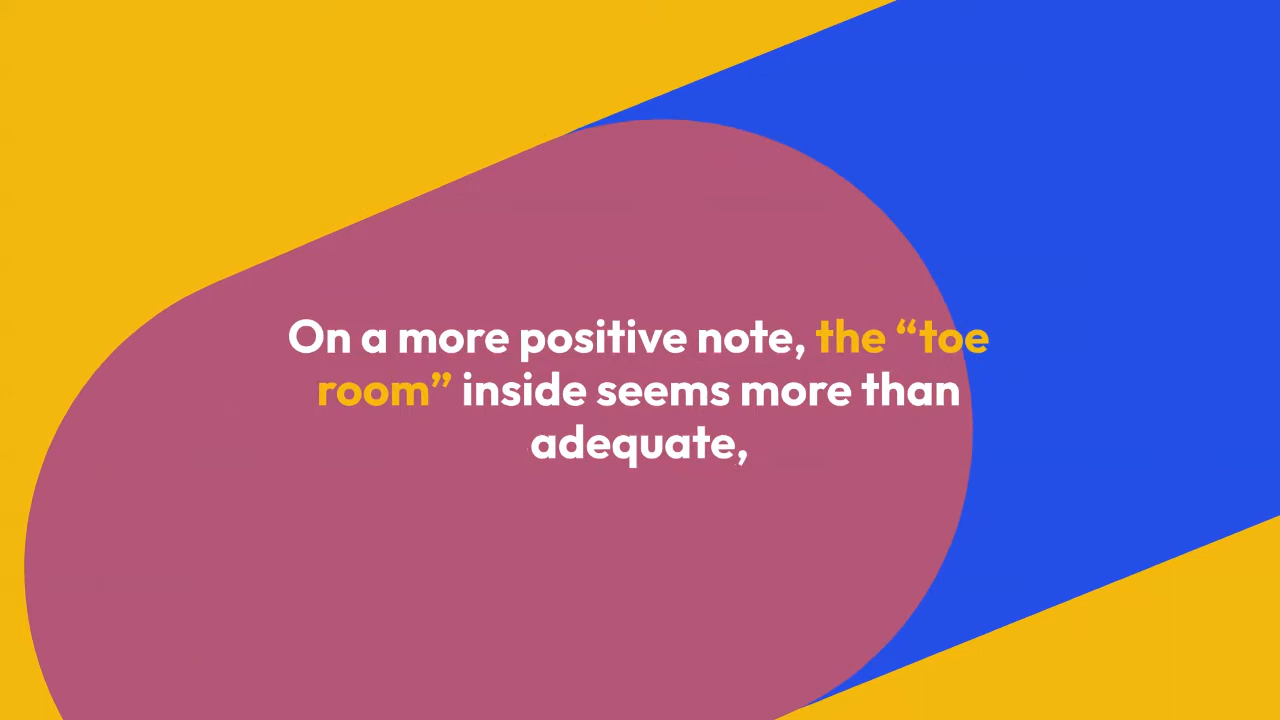 On a more positive note, the “toe
room” inside seems more than
adequate,